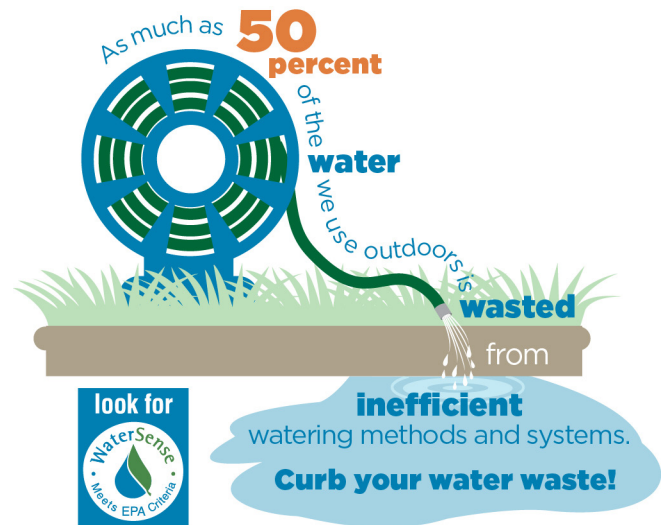 As much as 50
percent
of the
water
we use outdoors is
wasted
from
inefficient
watering methods and systems.
Curb your water waste!
look for
WaterSense
Meets EPA Criteria